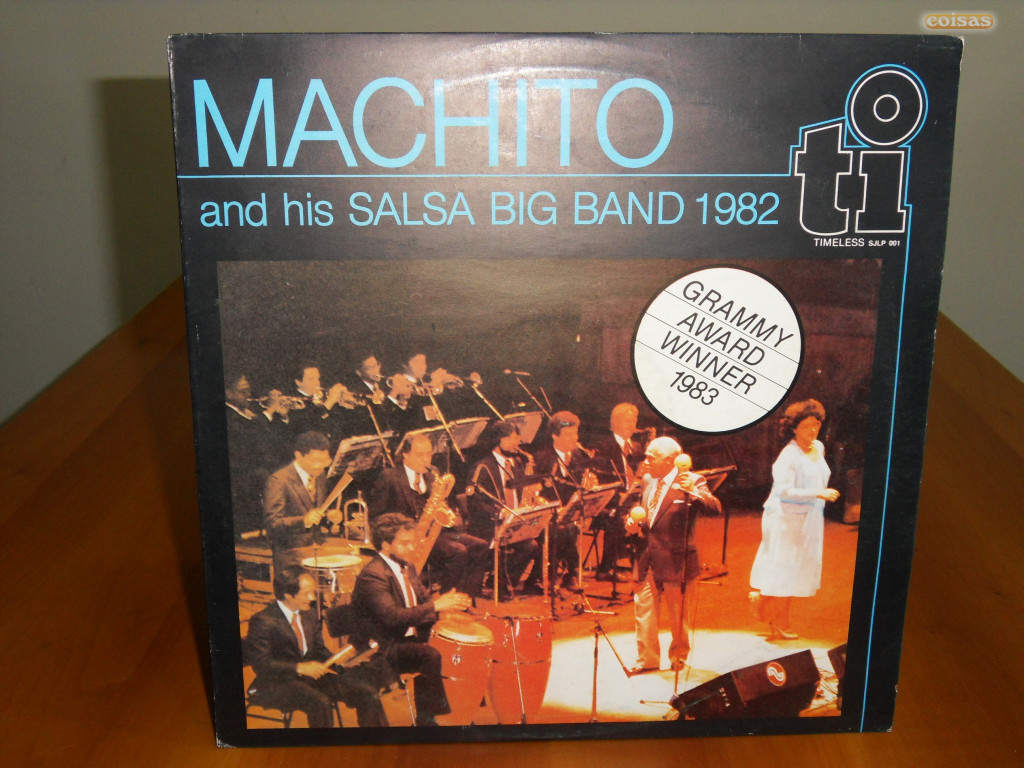 coisas
MACHITO
and his SALSA BIG BAND 1982
ti
TIMELESS SJLP 001
GRAMMY
AWARD
WINNER
1983